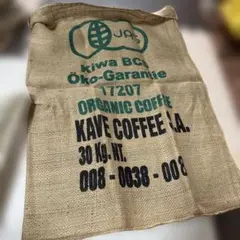 JAS
kiwa BCS
Öko-Garantie
17207
ORGANIC COFFEE
KAVE COFFEE S.A.
30 Kg. NT.
008 - 0038 - 008